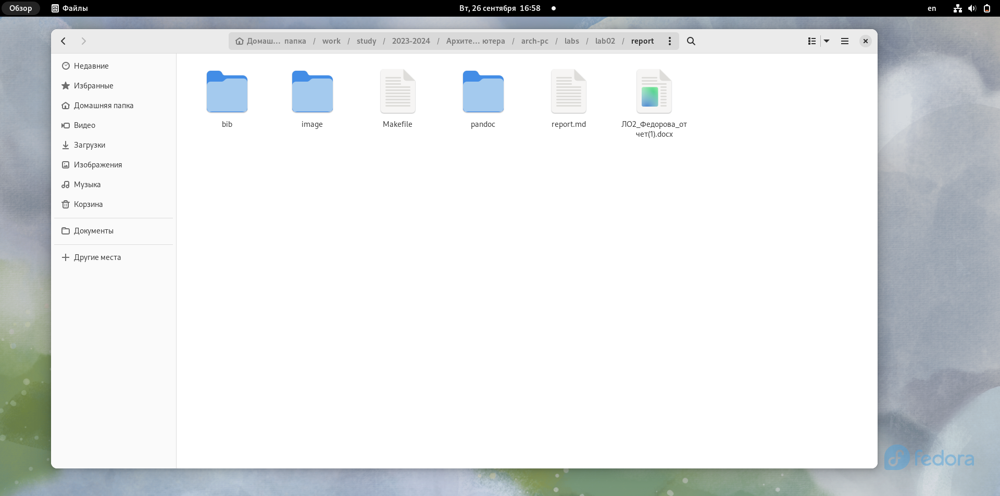 Обзор Файлы Вт, 26 сентября 16:58 en
Домаш… папка / work / study / 2023-2024 / Архите… ютера / arch-pc / labs / lab02 / report
Недавние
Избранные
Домашняя папка
Видео
Загрузки
Изображения
Музыка
Корзина
Документы
Другие места
bib
image
Makefile
pandoc
report.md
ЛО2_Федорова_от
чет(1).docx
fedora